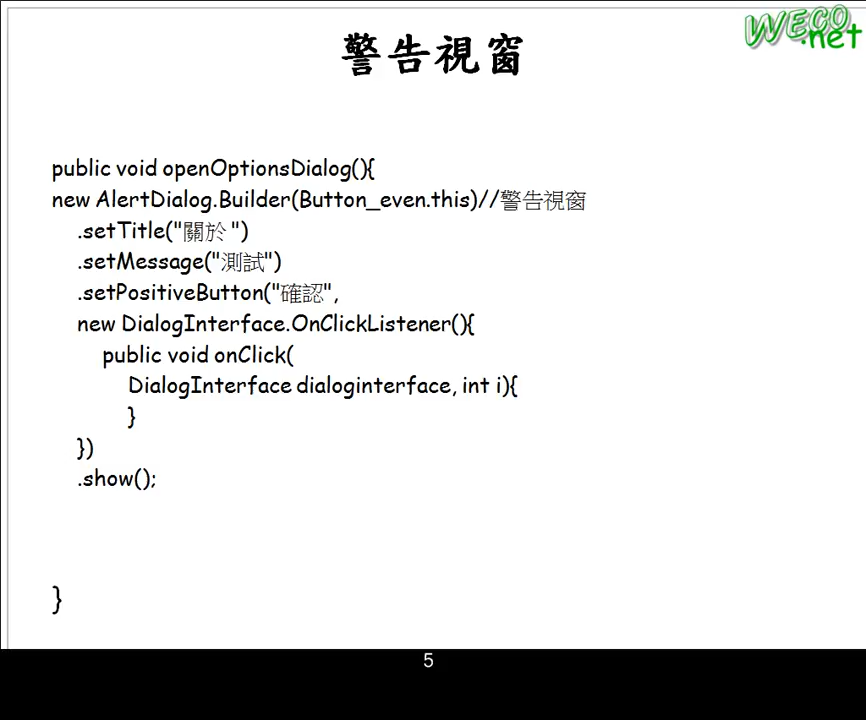 WECO
.net
警告視窗
public void openOptionsDialog(){
new AlertDialog.Builder(Button_even.this)//警告視窗
.setTitle("關於 ")
.setMessage("測試")
.setPositiveButton("確認",
new DialogInterface.OnClickListener(){
public void onClick(
DialogInterface dialoginterface, int i){
}
})
.show();
}
5